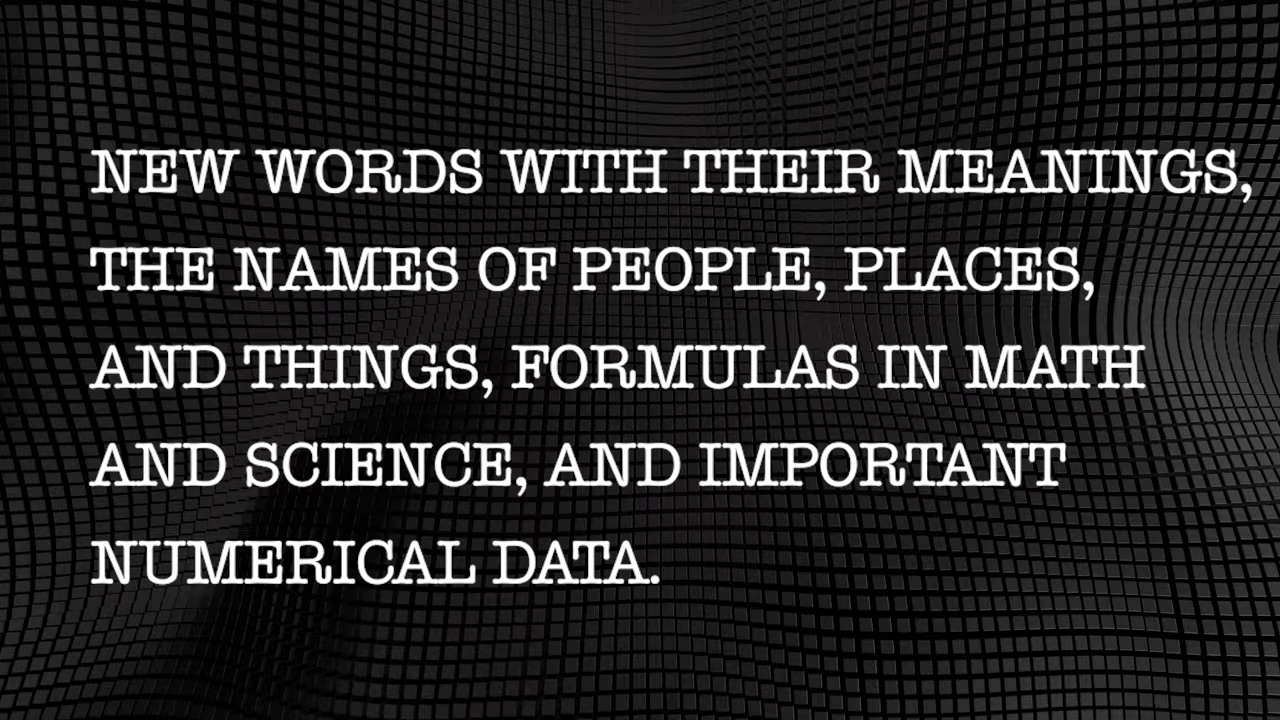 NEW WORDS WITH THEIR MEANINGS,
THE NAMES OF PEOPLE, PLACES,
AND THINGS, FORMULAS IN MATH
AND SCIENCE, AND IMPORTANT
NUMERICAL DATA.